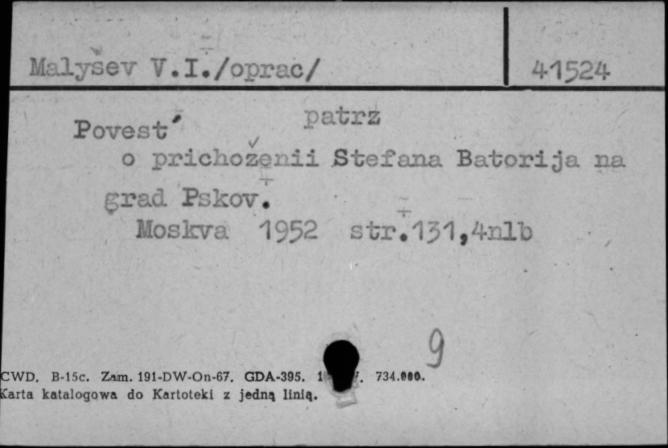 Malyšev V.I./oprac/ 41524
patrz
Povest´
o prichoženii Stefana Batorija na
grad Pskov.
Moskva 1952 str.131,4nlb
9
CWD. B-15c. Zam. 191-DW-On-67. GDA-395. 734.000.
Karta katalogowa do Kartoteki z jedną linią.